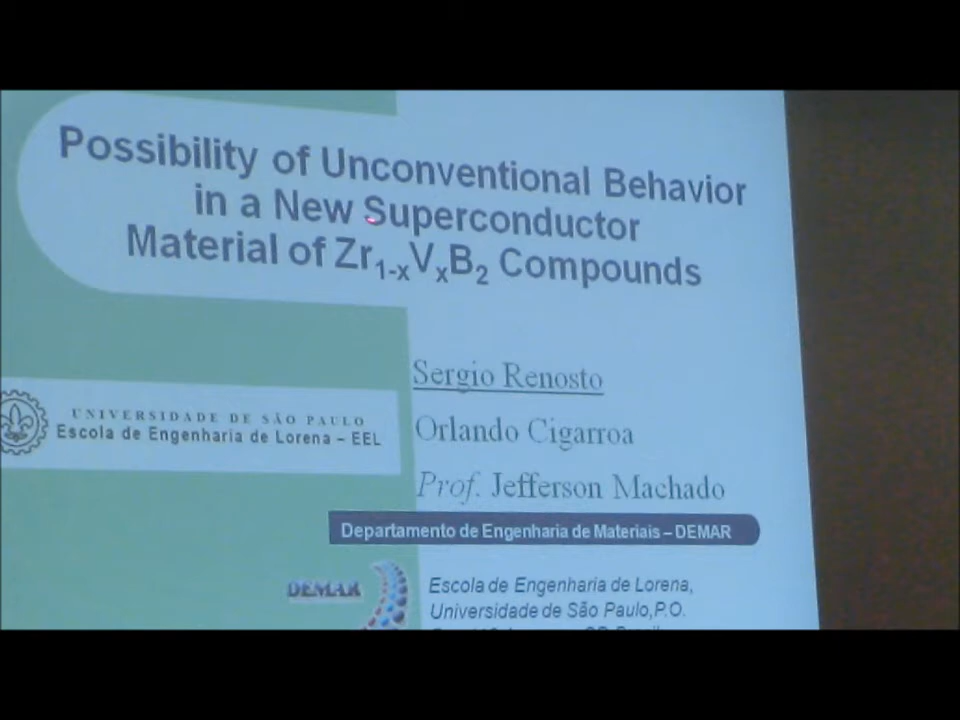 Possibility of Unconventional Behavior
in a New Superconductor
Material of Zr₁₋ₓVₓB₂ Compounds
Sergio Renosto
UNIVERSIDADE DE SÃO PAULO
Escola de Engenharia de Lorena – EEL
Orlando Cigarroa
Prof. Jefferson Machado
Departamento de Engenharia de Materiais – DEMAR
DEMAR
Escola de Engenharia de Lorena,
Universidade de São Paulo,P.O.